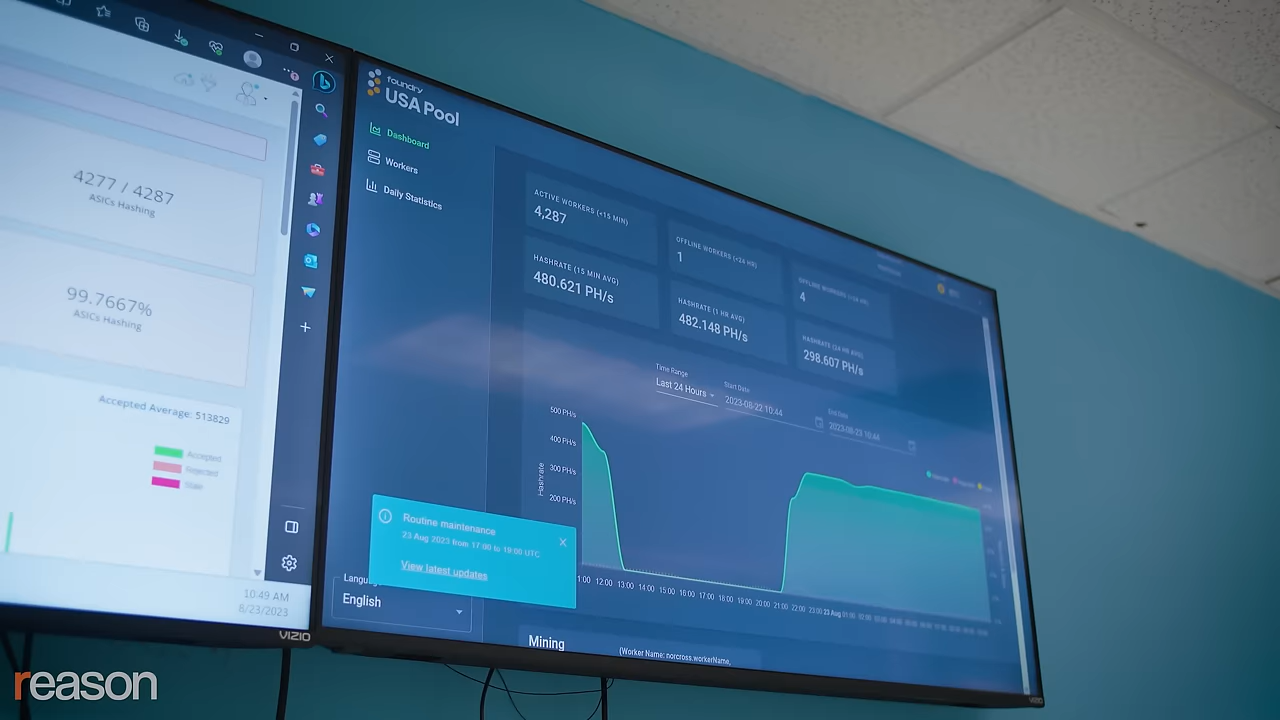 4277 / 4287
ASICs Hashing
99.7667%
ASICs Hashing
Accepted Average: 513829
Accepted
Rejected
Stale
10:49 AM
8/23/2023
VIZIO
foundry
USA Pool
Dashboard
Workers
Daily Statistics
ACTIVE WORKERS (<15 MIN)
4,287
OFFLINE WORKERS (<24 HR)
1
4
HASHRATE (15 MIN AVG)
480.621 PH/s
HASHRATE (1 HR AVG)
482.148 PH/s
HASHRATE (24 HR AVG)
298.607 PH/s
Time Range
Last 24 Hours
Start Date
2023-08-22 10:44
End Date
2023-08-23 10:44
500 PH/s
400 PH/s
300 PH/s
200 PH/s
Hashrate
1:00 12:00 13:00 14:00 15:00 16:00 17:00 18:00 19:00 20:00 21:00 22:00 23:00 23 Aug
Routine maintenance
23 Aug 2023 from 17:00 to 19:00 UTC
View latest updates
English
Mining
(Worker Name: norcross.workerName,
VIZIO
reason